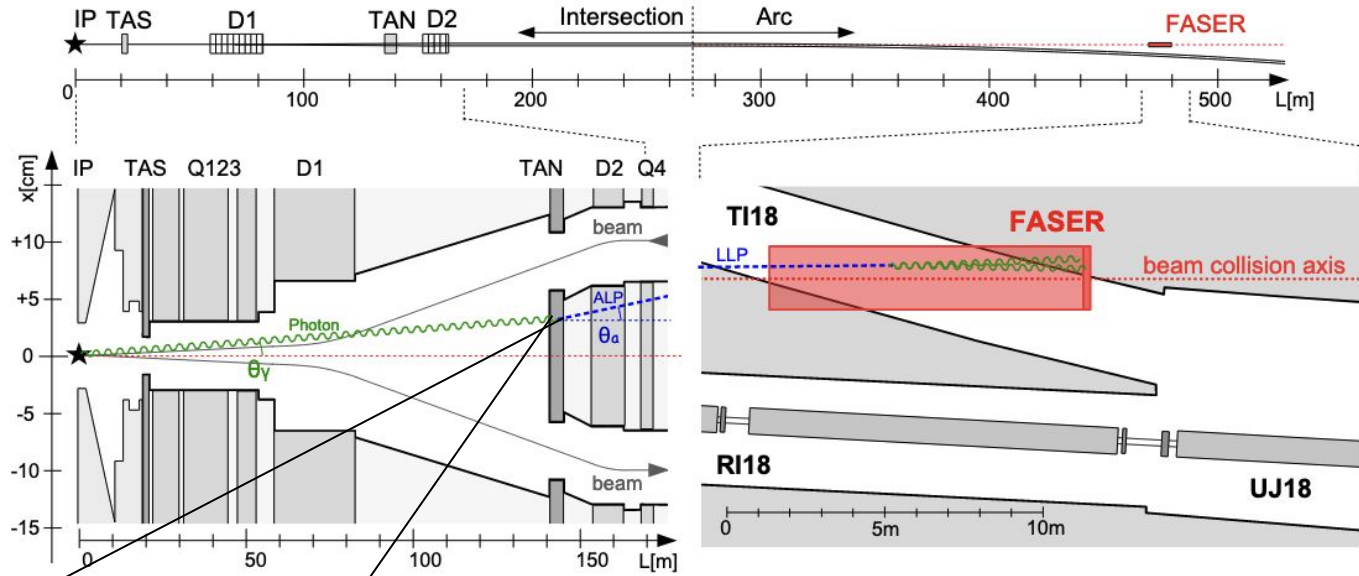 IP TAS D1 TAN D2 Intersection Arc FASER
0 100 200 300 400 500 L[m]
x[cm] IP TAS Q123 D1 TAN D2 Q4
+10
+5
0
-5
-10
-15
beam
Photon
θγ
ALP
θa
beam
0 50 100 150 L[m]
TI18 FASER
LLP
beam collision axis
RI18 UJ18
0 5m 10m